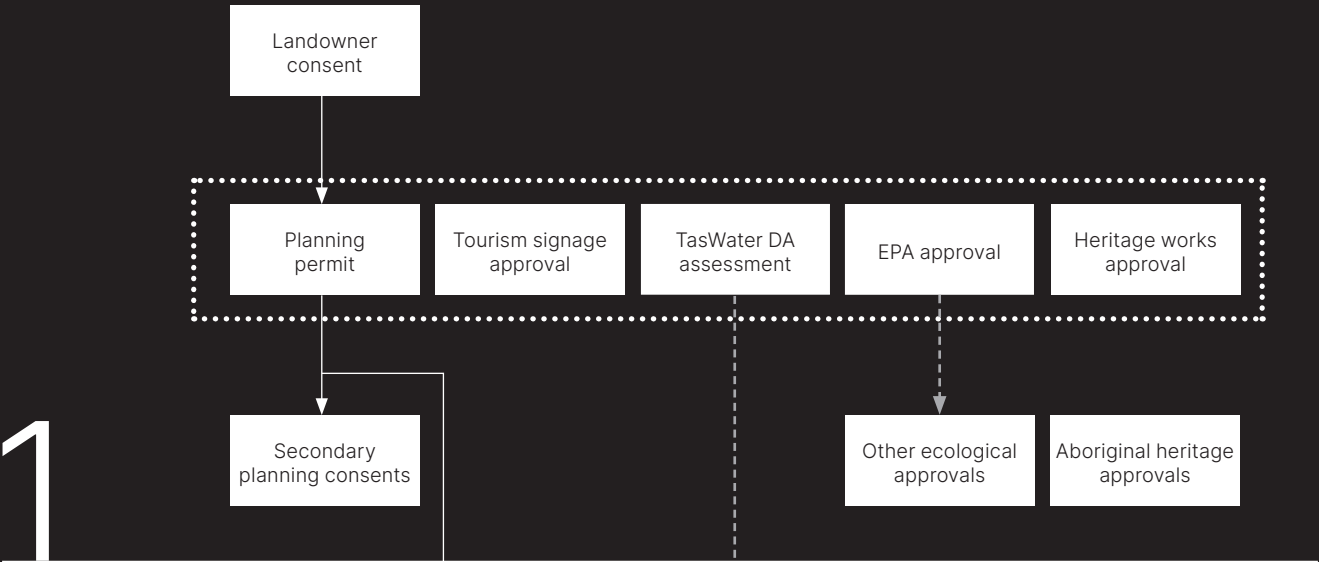 Landowner
consent
Planning
permit
Tourism signage
approval
TasWater DA
assessment
EPA approval
Heritage works
approval
1
Secondary
planning consents
Other ecological
approvals
Aboriginal heritage
approvals